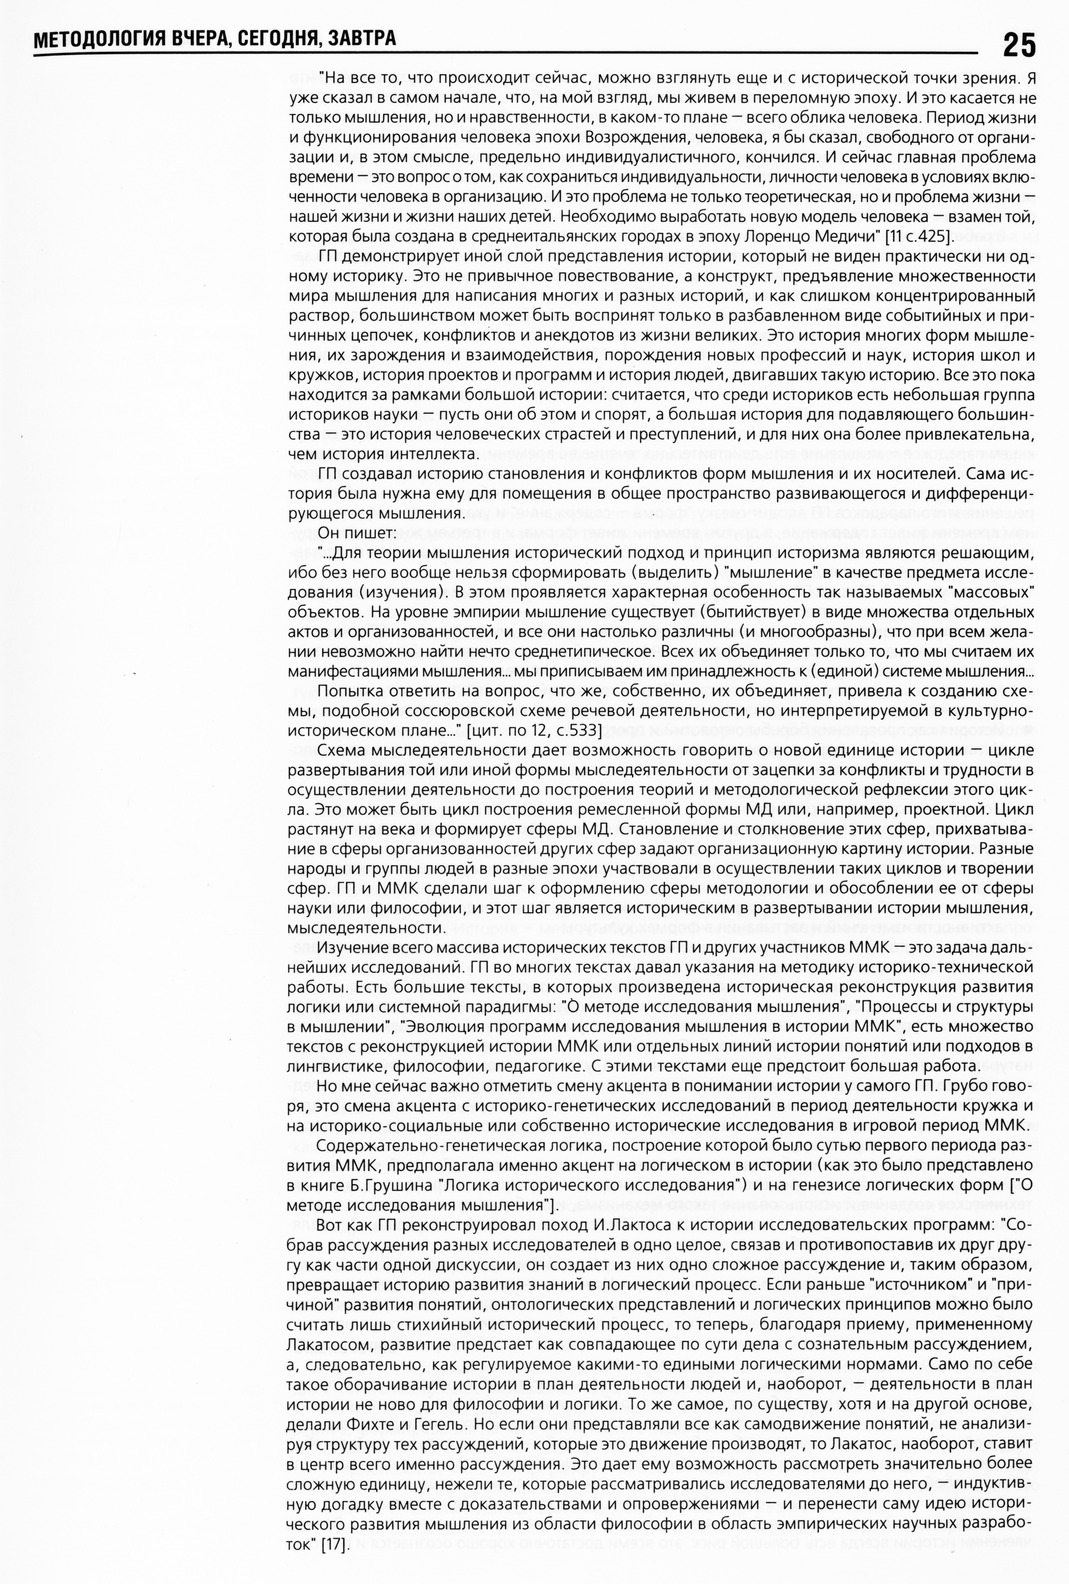 МЕТОДОЛОГИЯ ВЧЕРА, СЕГОДНЯ, ЗАВТРА
25
"На все то, что происходит сейчас, можно взглянуть еще и с исторической точки зрения. Я
уже сказал в самом начале, что, на мой взгляд, мы живем в переломную эпоху. И это касается не
только мышления, но и нравственности, в каком-то плане — всего облика человека. Период жизни
и функционирования человека эпохи Возрождения, человека, я бы сказал, свободного от органи-
зации и, в этом смысле, предельно индивидуалистичного, кончился. И сейчас главная проблема
времени — это вопрос о том, как сохраниться индивидуальности, личности человека в условиях вклю-
ченности человека в организацию. И это проблема не только теоретическая, но и проблема жизни —
нашей жизни и жизни наших детей. Необходимо выработать новую модель человека — взамен той,
которая была создана в среднеитальянских городах в эпоху Лоренцо Медичи" [11 с.425].
ГП демонстрирует иной слой представления истории, который не виден практически ни од-
ному историку. Это не привычное повествование, а конструкт, предъявление множественности
мира мышления для написания многих и разных историй, и как слишком концентрированный
раствор, большинством может быть воспринят только в разбавленном виде событийных и при-
чинных цепочек, конфликтов и анекдотов из жизни великих. Это история многих форм мышле-
ния, их зарождения и взаимодействия, порождения новых профессий и наук, история школ и
кружков, история проектов и программ и история людей, двигавших такую историю. Все это пока
находится за рамками большой истории: считается, что среди историков есть небольшая группа
историков науки — пусть они об этом и спорят, а большая история для подавляющего большин-
ства — это история человеческих страстей и преступлений, и для них она более привлекательна,
чем история интеллекта.
ГП создавал историю становления и конфликтов форм мышления и их носителей. Сама ис-
тория была нужна ему для помещения в общее пространство развивающегося и дифференци-
рующегося мышления.
Он пишет:
"...Для теории мышления исторический подход и принцип историзма являются решающим,
ибо без него вообще нельзя сформировать (выделить) "мышление" в качестве предмета иссле-
дования (изучения). В этом проявляется характерная особенность так называемых "массовых"
объектов. На уровне эмпирии мышление существует (бытийствует) в виде множества отдельных
актов и организованностей, и все они настолько различны (и многообразны), что при всем жела-
нии невозможно найти нечто среднетипическое. Всех их объединяет только то, что мы считаем их
манифестациями мышления... мы приписываем им принадлежность к (единой) системе мышления...
Попытка ответить на вопрос, что же, собственно, их объединяет, привела к созданию схе-
мы, подобной соссюровской схеме речевой деятельности, но интерпретируемой в культурно-
историческом плане..." [цит. по 12, с.533]
Схема мыследеятельности дает возможность говорить о новой единице истории — цикле
развертывания той или иной формы мыследеятельности от зацепки за конфликты и трудности в
осуществлении деятельности до построения теорий и методологической рефлексии этого цик-
ла. Это может быть цикл построения ремесленной формы МД или, например, проектной. Цикл
растянут на века и формирует сферы МД. Становление и столкновение этих сфер, прихватыва-
ние в сферы организованностей других сфер задают организационную картину истории. Разные
народы и группы людей в разные эпохи участвовали в осуществлении таких циклов и творении
сфер. ГП и ММК сделали шаг к оформлению сферы методологии и обособлении ее от сферы
науки или философии, и этот шаг является историческим в развертывании истории мышления,
мыследеятельности.
Изучение всего массива исторических текстов ГП и других участников ММК — это задача даль-
нейших исследований. ГП во многих текстах давал указания на методику историко-технической
работы. Есть большие тексты, в которых произведена историческая реконструкция развития
логики или системной парадигмы: "О методе исследования мышления", "Процессы и структуры
в мышлении", "Эволюция программ исследования мышления в истории ММК", есть множество
текстов с реконструкцией истории ММК или отдельных линий истории понятий или подходов в
лингвистике, философии, педагогике. С этими текстами еще предстоит большая работа.
Но мне сейчас важно отметить смену акцента в понимании истории у самого ГП. Грубо гово-
ря, это смена акцента с историко-генетических исследований в период деятельности кружка и
на историко-социальные или собственно исторические исследования в игровой период ММК.
Содержательно-генетическая логика, построение которой было сутью первого периода раз-
вития ММК, предполагала именно акцент на логическом в истории (как это было представлено
в книге Б.Грушина "Логика исторического исследования") и на генезисе логических форм ["О
методе исследования мышления"].
Вот как ГП реконструировал поход И.Лактоса к истории исследовательских программ: "Со-
брав рассуждения разных исследователей в одно целое, связав и противопоставив их друг дру-
гу как части одной дискуссии, он создает из них одно сложное рассуждение и, таким образом,
превращает историю развития знаний в логический процесс. Если раньше "источником" и "при-
чиной" развития понятий, онтологических представлений и логических принципов можно было
считать лишь стихийный исторический процесс, то теперь, благодаря приему, примененному
Лакатосом, развитие предстает как совпадающее по сути дела с сознательным рассуждением,
а, следовательно, как регулируемое какими-то едиными логическими нормами. Само по себе
такое оборачивание истории в план деятельности людей и, наоборот, — деятельности в план
истории не ново для философии и логики. То же самое, по существу, хотя и на другой основе,
делали Фихте и Гегель. Но если они представляли все как самодвижение понятий, не анализи-
руя структуру тех рассуждений, которые это движение производят, то Лакатос, наоборот, ставит
в центр всего именно рассуждения. Это дает ему возможность рассмотреть значительно более
сложную единицу, нежели те, которые рассматривались исследователями до него, — индуктив-
ную догадку вместе с доказательствами и опровержениями — и перенести саму идею истори-
ческого развития мышления из области философии в область эмпирических научных разрабо-
ток" [17].